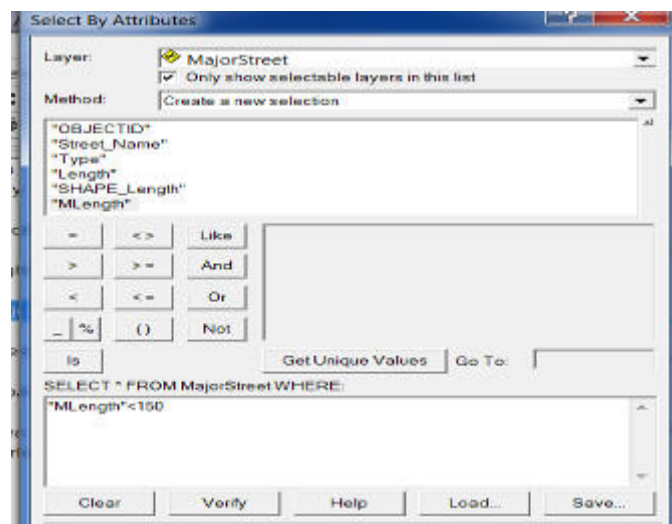 Select By Attributes
Layer: MajorStreet
Only show selectable layers in this list
Method: Create a new selection
"OBJECTID"
"Street_Name"
"Type"
"Length"
"SHAPE_Length"
"MLength"
= <> Like
> >= And
< <= Or
_ % () Not
Is Get Unique Values Go To:
SELECT * FROM MajorStreet WHERE:
"MLength"<150
Clear Verify Help Load... Save...